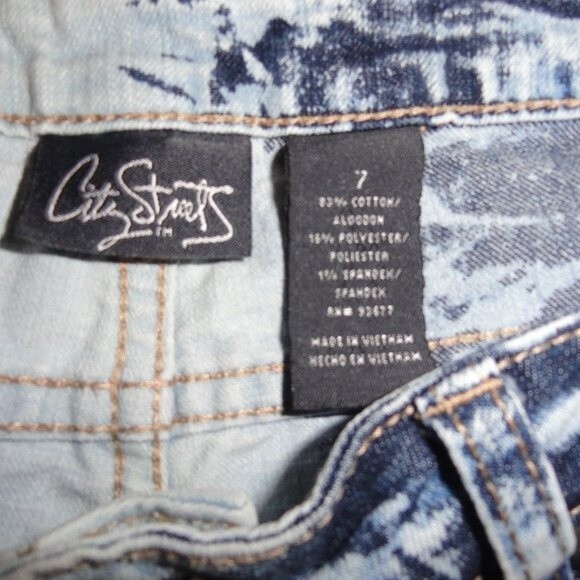 City Streets
TM
7
83% COTTON/
ALGODON
16% POLYESTER/
POLIESTER
1% SPANDEX/
SPANDEX
RN# 93677
MADE IN VIETNAM
HECHO EN VIETNAM